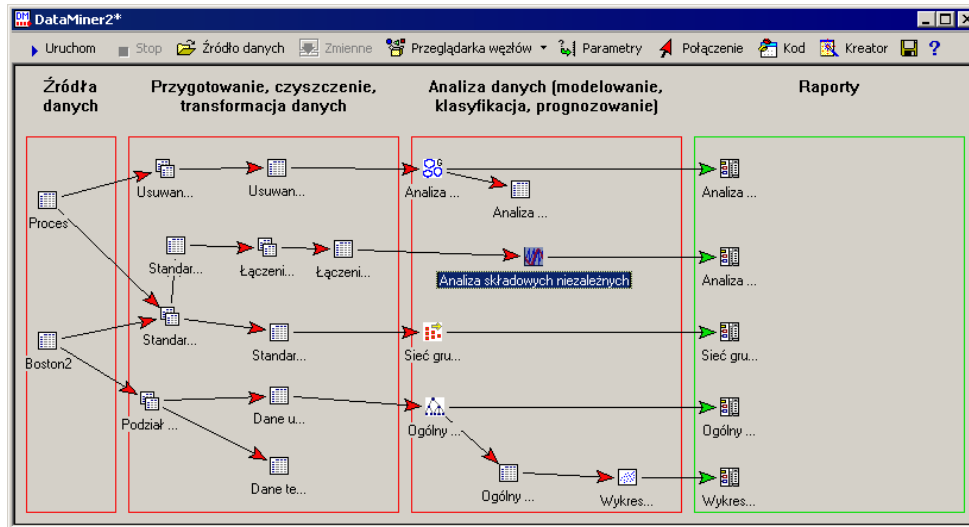 DataMiner2*
Uruchom Stop Źródło danych Zmienne Przeglądarka węzłów Parametry Połączenie Kod Kreator ?
Źródła
danych
Przygotowanie, czyszczenie,
transformacja danych
Analiza danych (modelowanie,
klasyfikacja, prognozowanie)
Raporty
Proces
Boston2
Usuwan...
Usuwan...
Standar...
Łączeni...
Łączeni...
Standar...
Standar...
Podział ...
Dane u...
Dane te...
Analiza ...
Analiza ...
Analiza składowych niezależnych
Sieć gru...
Ogólny ...
Ogólny ...
Wykres...
Analiza ...
Analiza ...
Sieć gru...
Ogólny ...
Wykres...